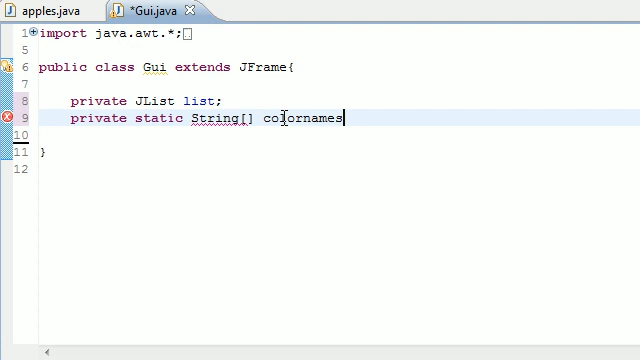 apples.java *Gui.java
1 import java.awt.*;
5
6 public class Gui extends JFrame{
7
8 private JList list;
9 private static String[] colornames
10
11 }
12